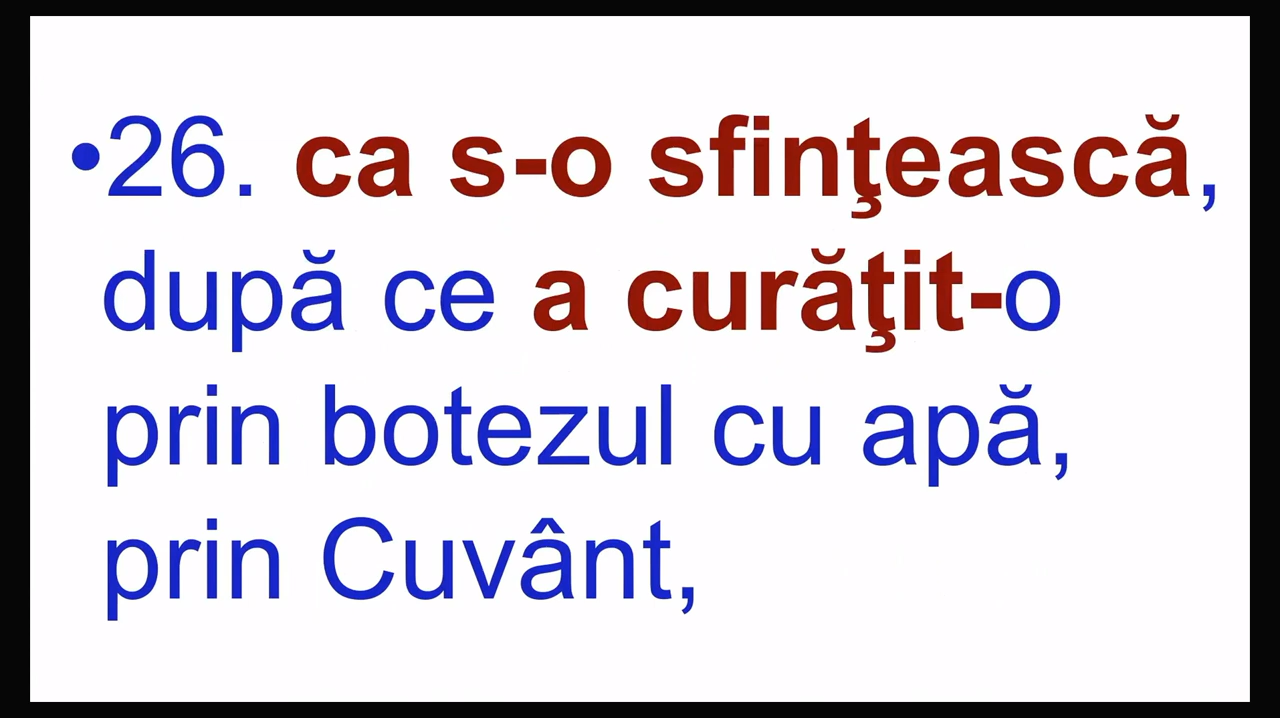 •26. ca s-o sfinţească,
după ce a curăţit-o
prin botezul cu apă,
prin Cuvânt,